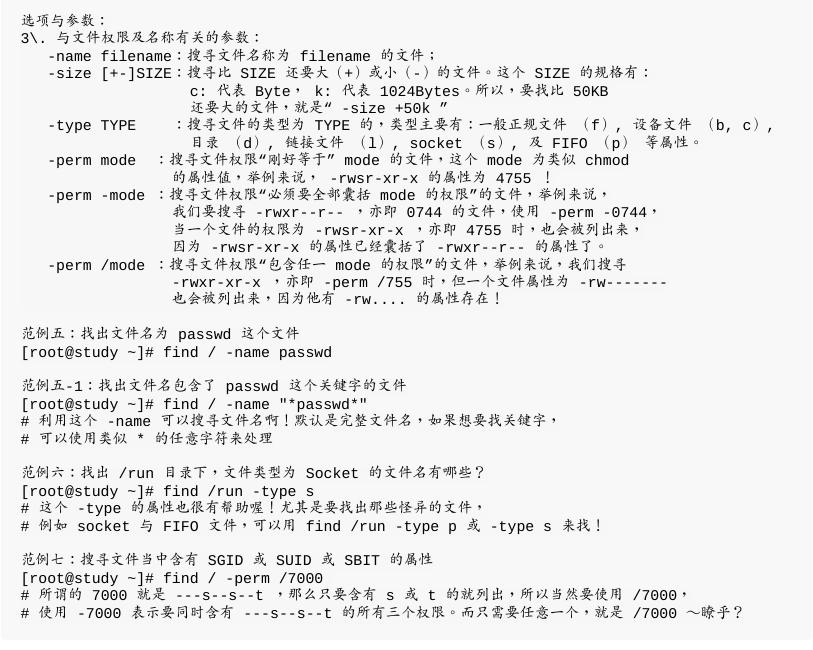 选项与参数：
3\. 与文件权限及名称有关的参数：
-name filename：搜寻文件名称为 filename 的文件；
-size [+-]SIZE：搜寻比 SIZE 还要大（+）或小（-）的文件。这个 SIZE 的规格有：
c: 代表 Byte， k: 代表 1024Bytes。所以，要找比 50KB
还要大的文件，就是“ -size +50k ”
-type TYPE ：搜寻文件的类型为 TYPE 的，类型主要有：一般正规文件 （f）, 设备文件 （b, c）,
目录 （d）, 链接文件 （l）, socket （s）, 及 FIFO （p） 等属性。
-perm mode ：搜寻文件权限“刚好等于” mode 的文件，这个 mode 为类似 chmod
的属性值，举例来说， -rwsr-xr-x 的属性为 4755 ！
-perm -mode ：搜寻文件权限“必须要全部囊括 mode 的权限”的文件，举例来说，
我们要搜寻 -rwxr--r-- ，亦即 0744 的文件，使用 -perm -0744，
当一个文件的权限为 -rwsr-xr-x ，亦即 4755 时，也会被列出来，
因为 -rwsr-xr-x 的属性已经囊括了 -rwxr--r-- 的属性了。
-perm /mode ：搜寻文件权限“包含任一 mode 的权限”的文件，举例来说，我们搜寻
-rwxr-xr-x ，亦即 -perm /755 时，但一个文件属性为 -rw-------
也会被列出来，因为他有 -rw.... 的属性存在！
范例五：找出文件名为 passwd 这个文件
[root@study ~]# find / -name passwd
范例五-1：找出文件名包含了 passwd 这个关键字的文件
[root@study ~]# find / -name "*passwd*"
# 利用这个 -name 可以搜寻文件名啊！默认是完整文件名，如果想要找关键字，
# 可以使用类似 * 的任意字符来处理
范例六：找出 /run 目录下，文件类型为 Socket 的文件名有哪些？
[root@study ~]# find /run -type s
# 这个 -type 的属性也很有帮助喔！尤其是要找出那些怪异的文件，
# 例如 socket 与 FIFO 文件，可以用 find /run -type p 或 -type s 来找！
范例七：搜寻文件当中含有 SGID 或 SUID 或 SBIT 的属性
[root@study ~]# find / -perm /7000
# 所谓的 7000 就是 ---s--s--t ，那么只要含有 s 或 t 的就列出，所以当然要使用 /7000，
# 使用 -7000 表示要同时含有 ---s--s--t 的所有三个权限。而只需要任意一个，就是 /7000 ～瞭乎？